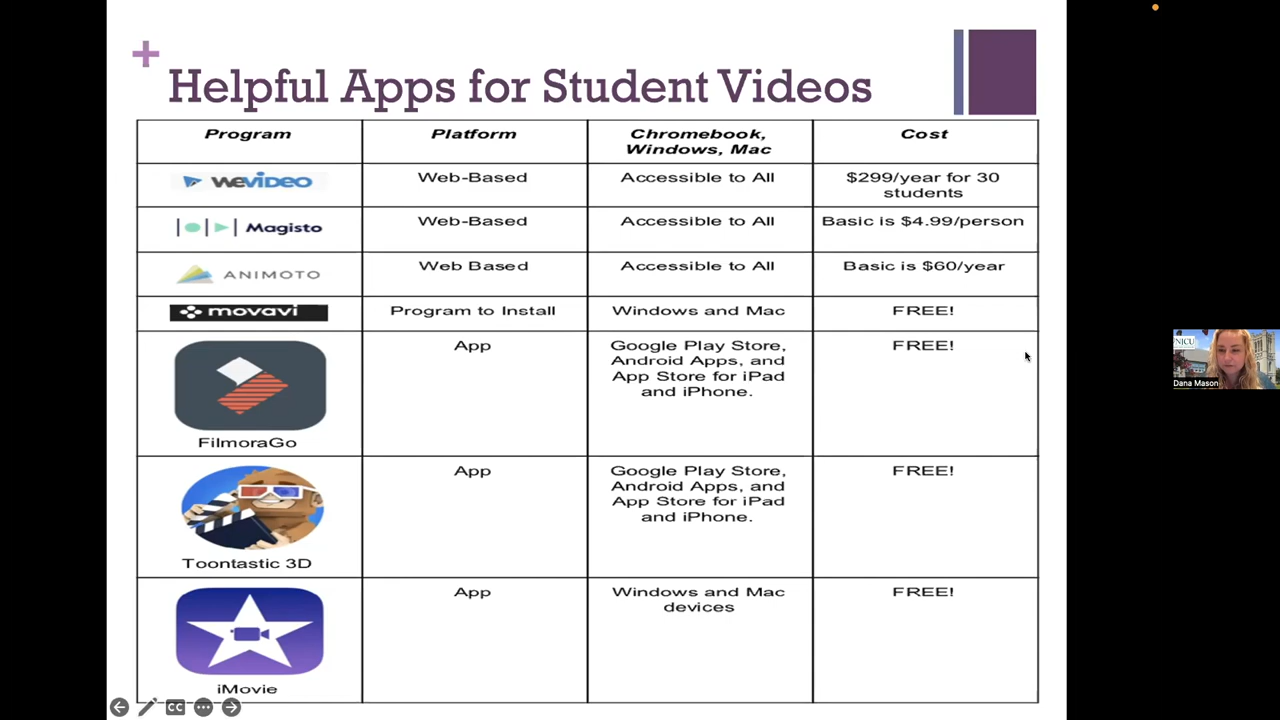 +
Helpful Apps for Student Videos
Program Platform Chromebook, Windows, Mac Cost
WEVIDEO Web-Based Accessible to All $299/year for 30 students
Magisto Web-Based Accessible to All Basic is $4.99/person
ANIMOTO Web Based Accessible to All Basic is $60/year
movavi Program to Install Windows and Mac FREE!
App Google Play Store, FREE!
Android Apps, and
App Store for iPad
and iPhone.
FilmoraGo
App Google Play Store, FREE!
Android Apps, and
App Store for iPad
and iPhone.
Toontastic 3D
App Windows and Mac FREE!
devices
iMovie
CC
NJCU
Dana Mason